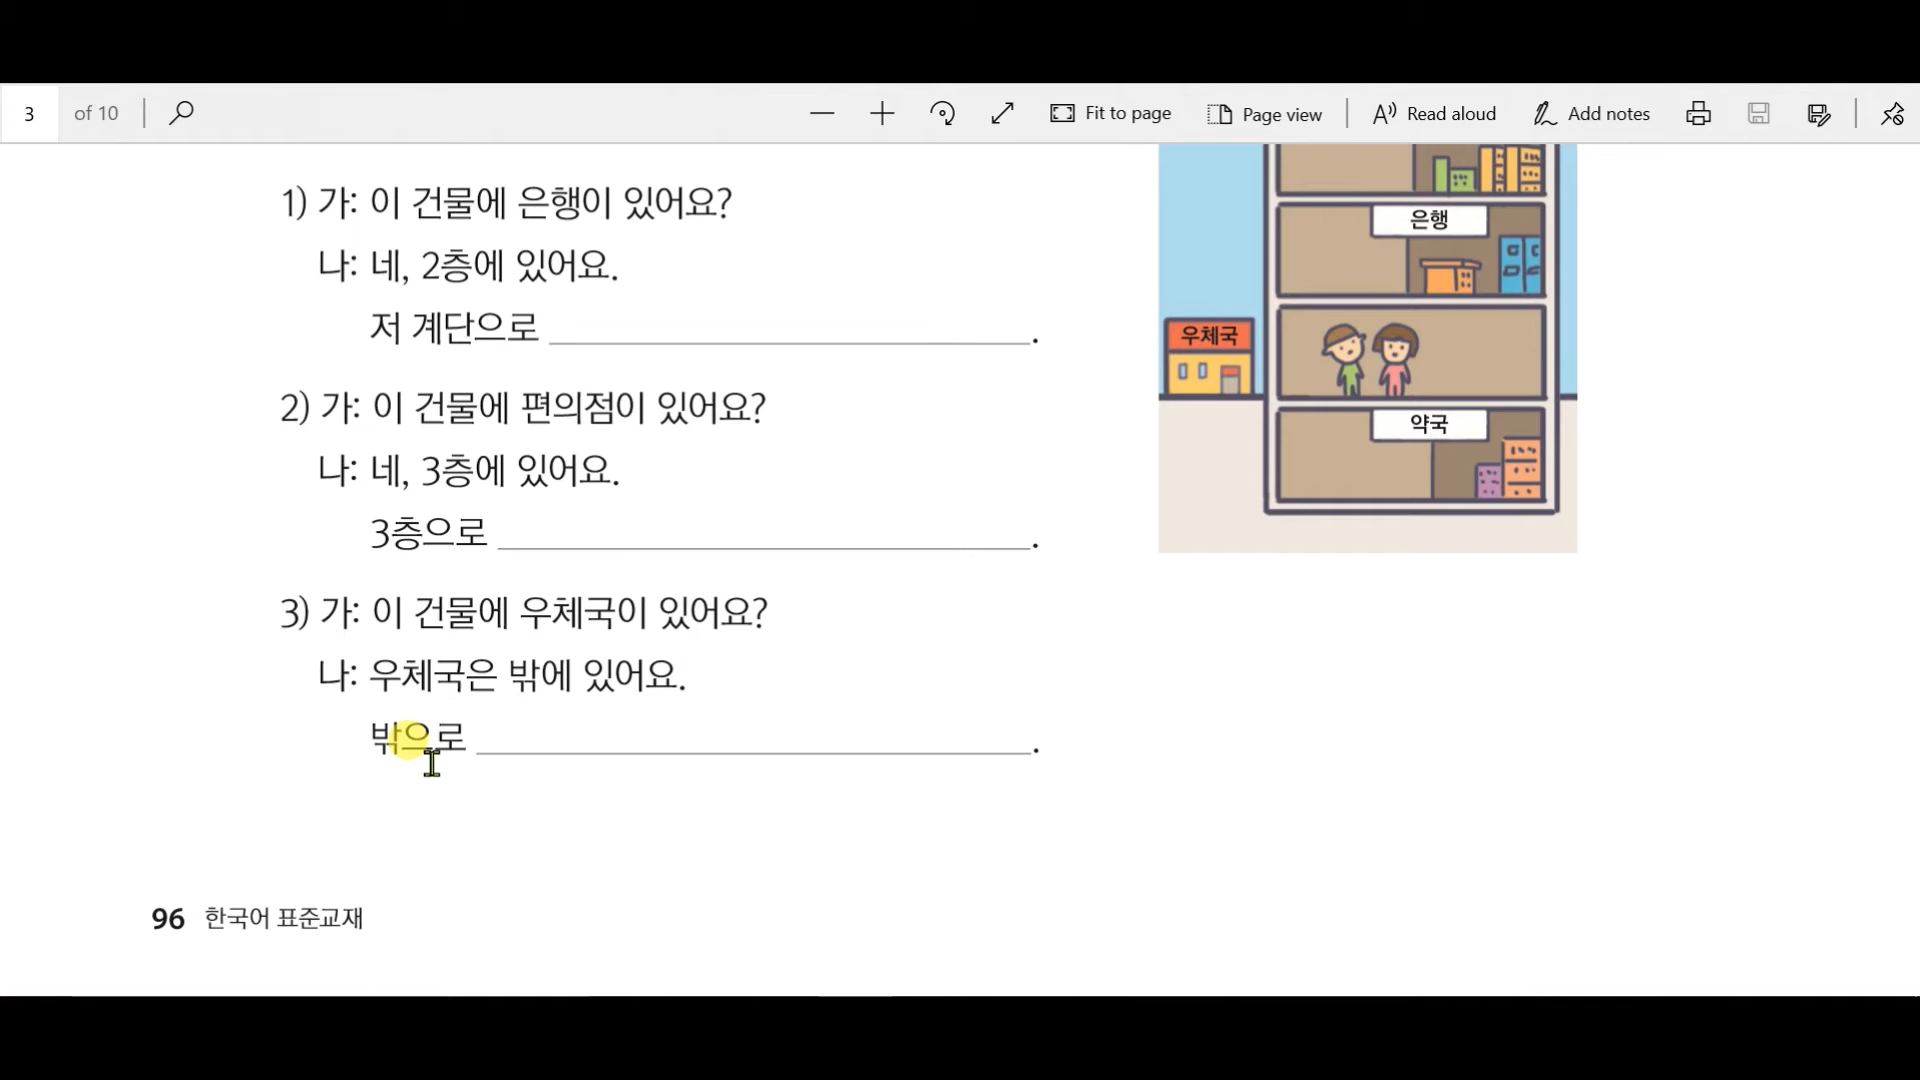 3 of 10 Fit to page Page view Read aloud Add notes
1) 가: 이 건물에 은행이 있어요?
나: 네, 2층에 있어요.
저 계단으로 .
2) 가: 이 건물에 편의점이 있어요?
나: 네, 3층에 있어요.
3층으로 .
3) 가: 이 건물에 우체국이 있어요?
나: 우체국은 밖에 있어요.
밖으로 .
은행
우체국
약국
96 한국어 표준교재